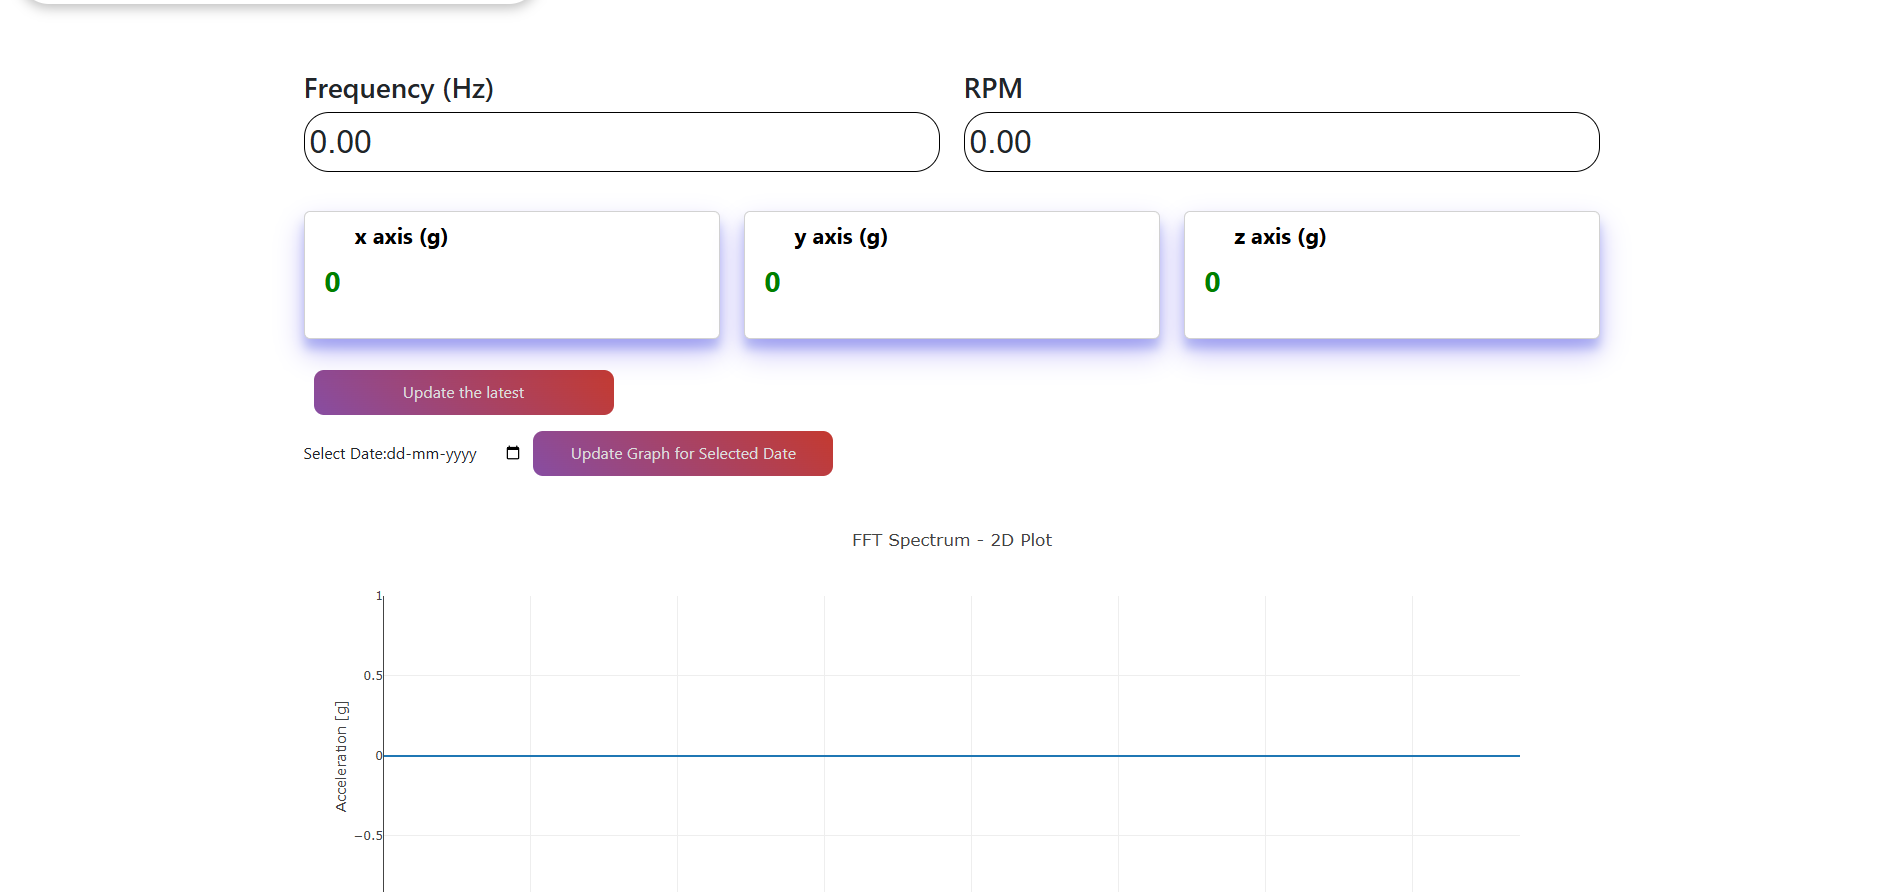 Frequency (Hz)
RPM
0.00
0.00
x axis (g)
y axis (g)
z axis (g)
0
0
0
Update the latest
Select Date:dd-mm-yyyy
Update Graph for Selected Date
FFT Spectrum - 2D Plot
1
0.5
0
−0.5
Acceleration [g]